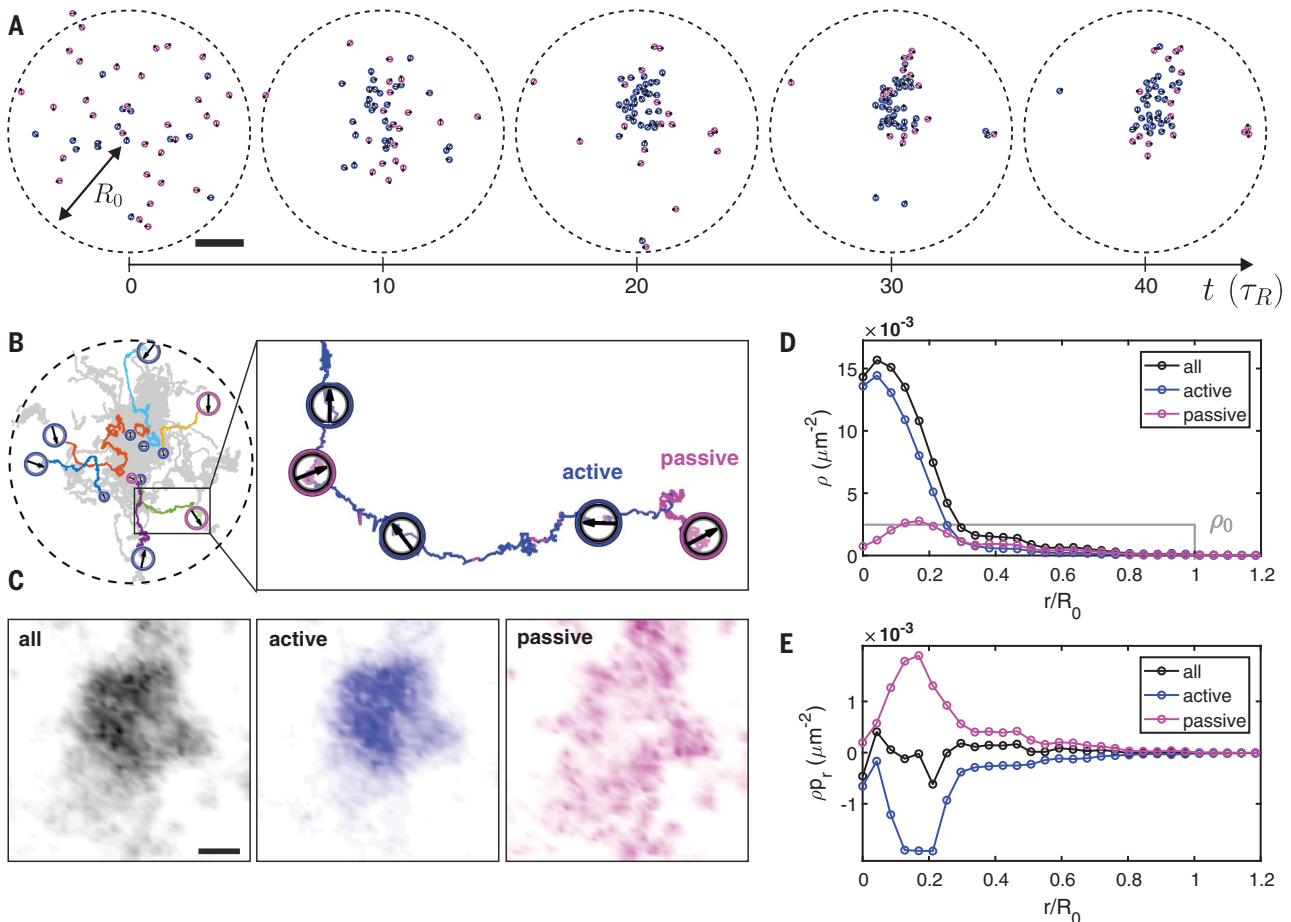 A
R₀
0 10 20 30 40
t (τ_R)
B
active passive
C
all active passive
D
× 10⁻³
all
active
passive
ρ (μm⁻²)
15
10
5
0
ρ₀
0 0.2 0.4 0.6 0.8 1 1.2
r/R₀
E
× 10⁻³
all
active
passive
ρp_r (μm⁻²)
1
0
-1
0 0.2 0.4 0.6 0.8 1 1.2
r/R₀